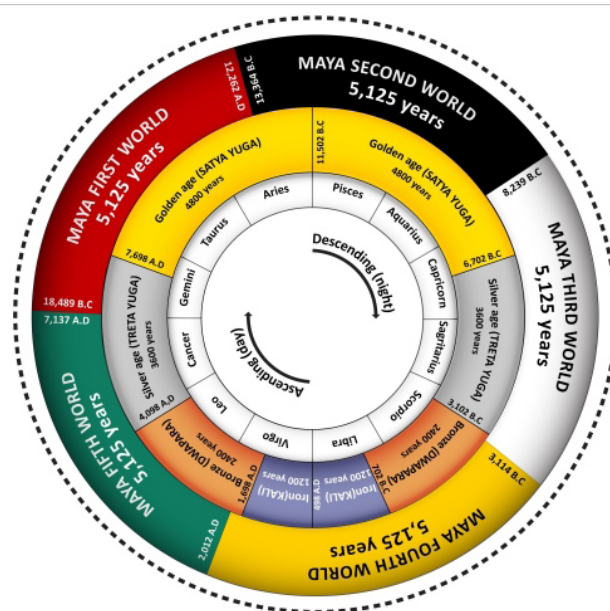 MAYA FIRST WORLD
5,125 years
18,489 B.C
12,262 A.D
MAYA SECOND WORLD
5,125 years
13,364 B.C
8,239 B.C
MAYA THIRD WORLD
5,125 years
3,114 B.C
MAYA FOURTH WORLD
5,125 years
2,012 A.D
MAYA FIFTH WORLD
5,125 years
7,137 A.D
Golden age (SATYA YUGA)
4800 years
11,502 B.C
Golden age (SATYA YUGA)
4800 years
6,702 B.C
Silver age (TRETA YUGA)
3600 years
3,102 B.C
Bronze (DWAPARA)
2400 years
702 B.C
Iron(KALI)
1200 years
498 A.D
Iron(KALI)
1200 years
1,698 A.D
Bronze (DWAPARA)
2400 years
4,098 A.D
Silver age (TRETA YUGA)
3600 years
7,698 A.D
Aries
Pisces
Aquarius
Capricorn
Sagritarius
Scorpio
Libra
Virgo
Leo
Cancer
Gemini
Taurus
Descending (night)
Ascending (day)